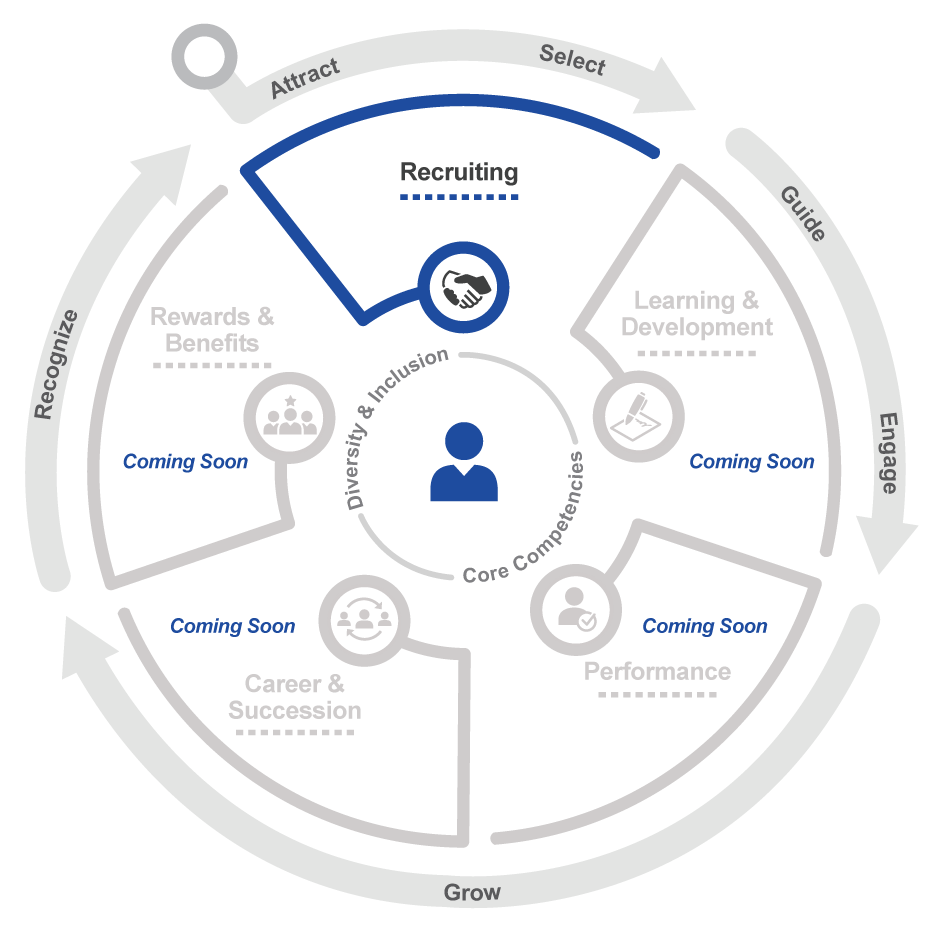 Attract
Select
Guide
Engage
Grow
Recognize
Recruiting
Learning &
Development
Coming Soon
Performance
Coming Soon
Career &
Succession
Coming Soon
Rewards &
Benefits
Coming Soon
Diversity & Inclusion
Core Competencies